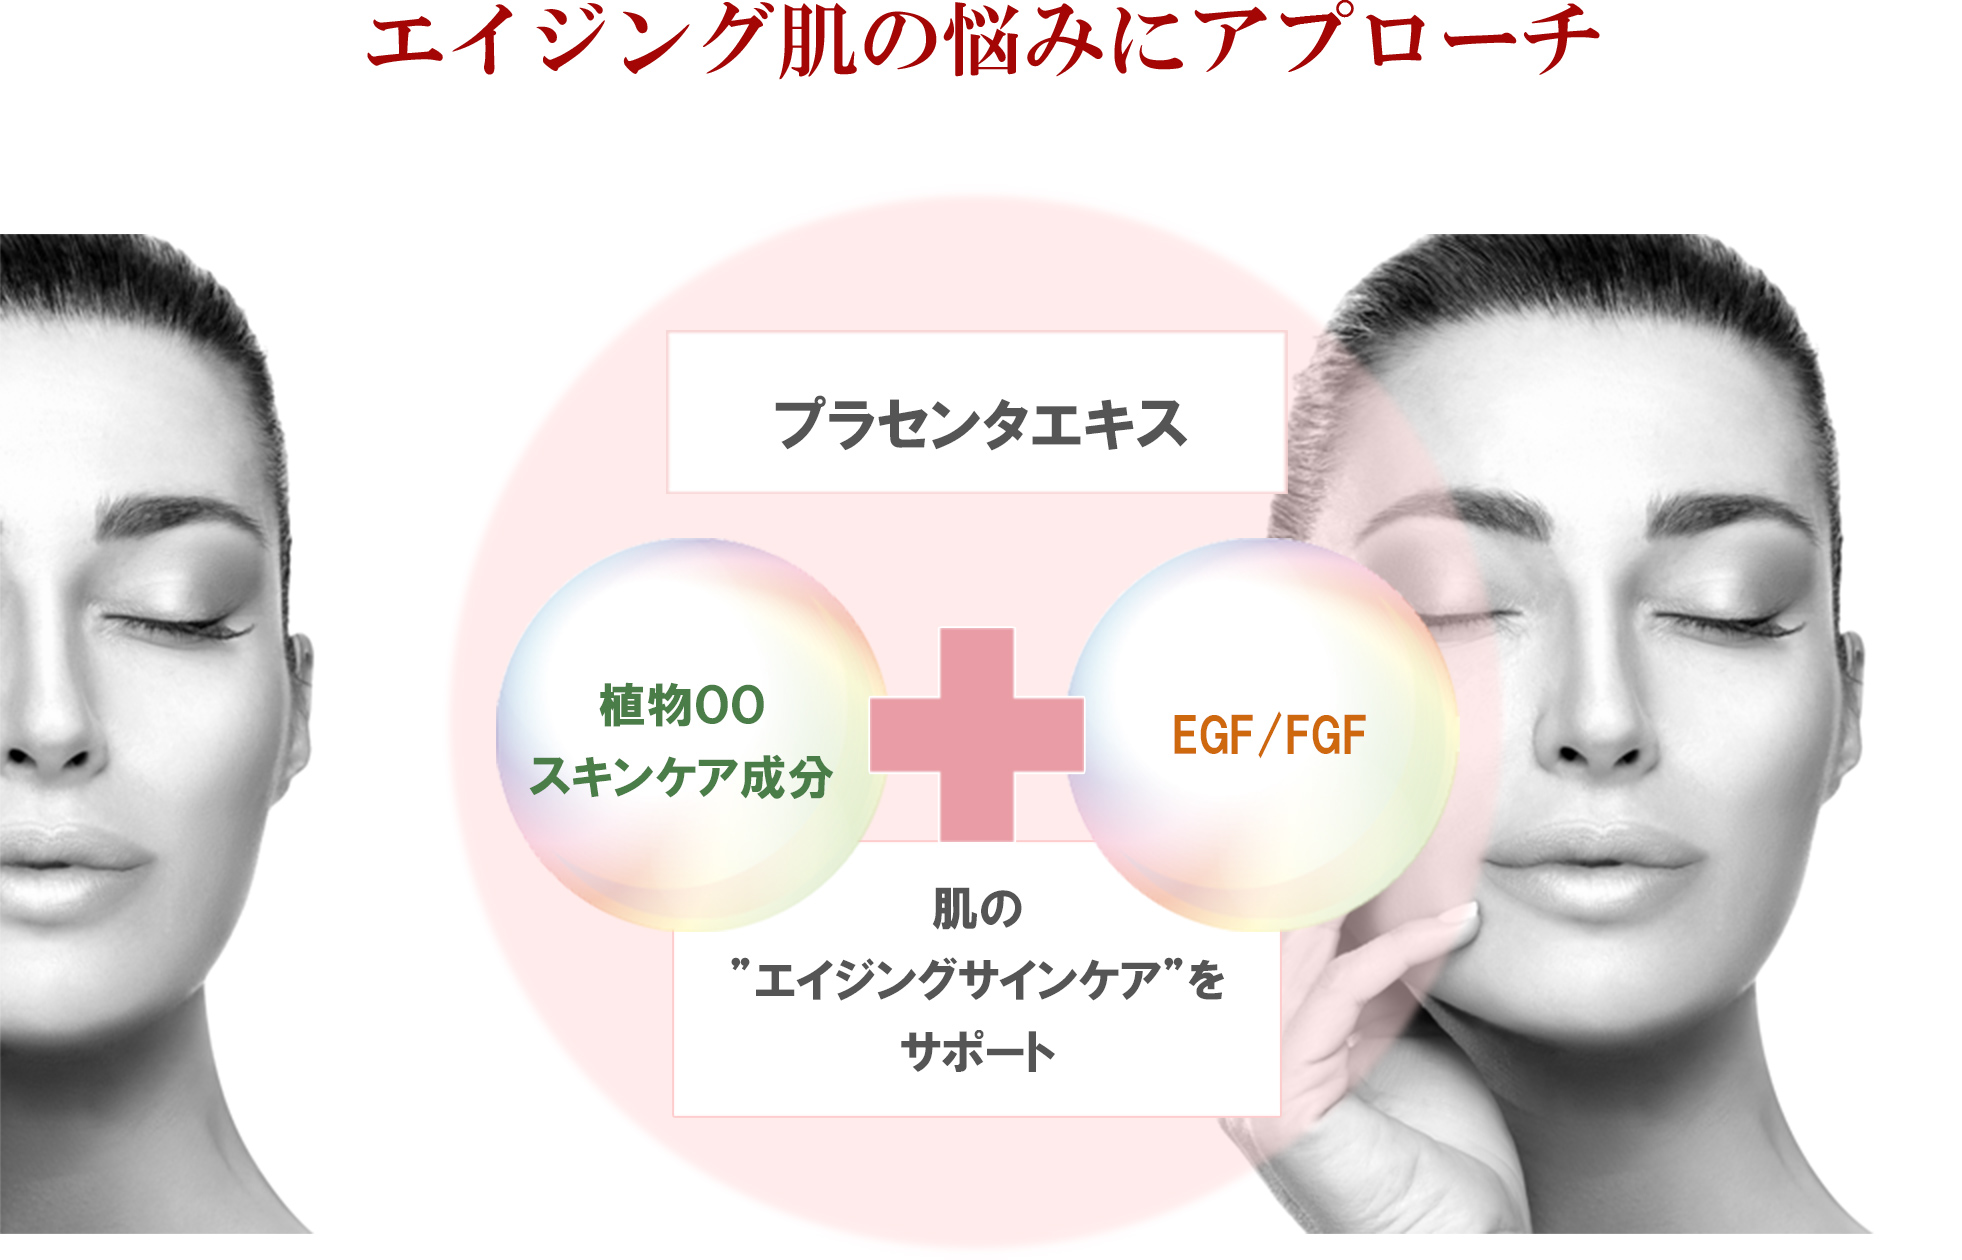 エイジング肌の悩みにアプローチ
プラセンタエキス
植物〇〇
スキンケア成分
EGF/FGF
肌の
”エイジングサインケア”を
サポート